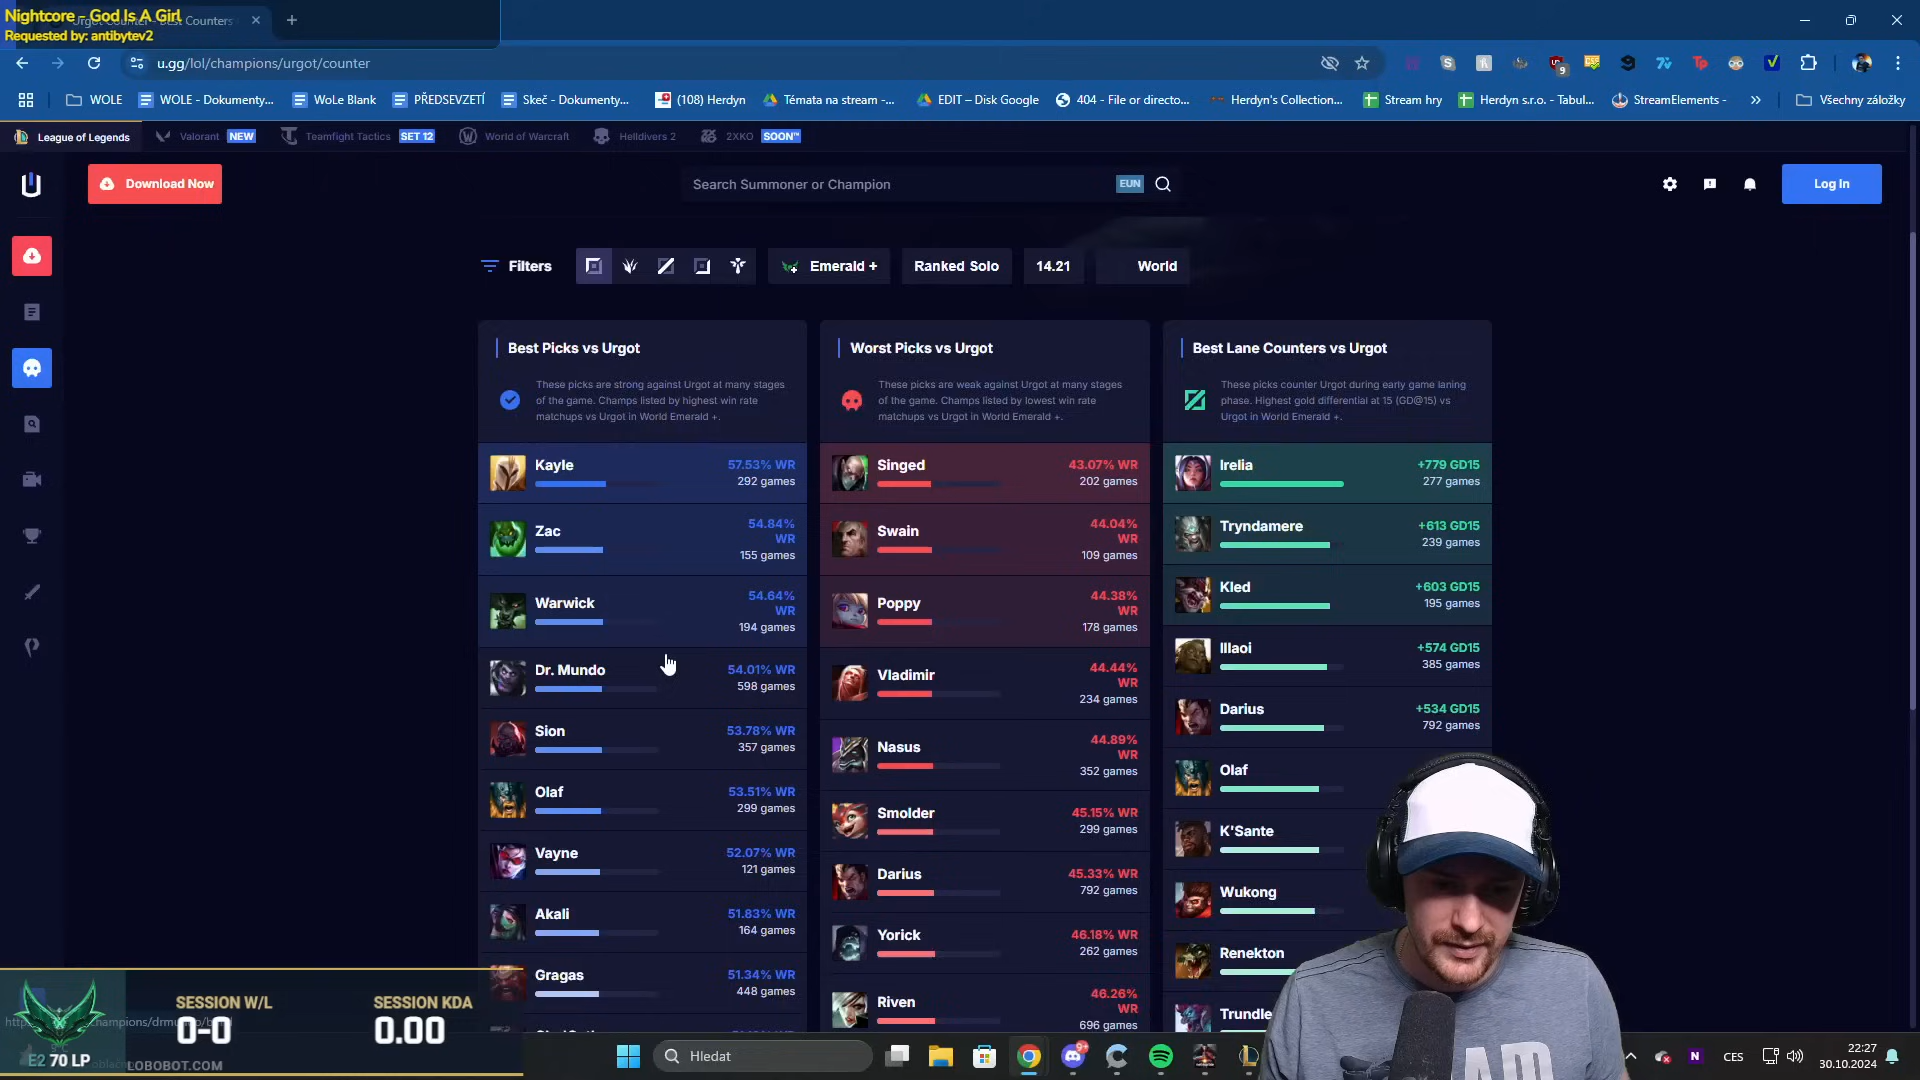 Nightcore - God Is A Girl
Requested by: antibytev2
u.gg/lol/champions/urgot/counter
WOLE
WOLE - Dokumenty...
WoLe Blank
PŘEDSEVZETÍ
Skeč - Dokumenty...
(108) Herdyn
Témata na stream -...
EDIT – Disk Google
404 - File or directo...
Herdyn's Collection...
Stream hry
Herdyn s.r.o. - Tabul...
StreamElements -
Všechny záložky
League of Legends
Valorant NEW
Teamfight Tactics SET 12
World of Warcraft
Helldivers 2
2XKO SOON™
Download Now
Search Summoner or Champion
EUN
Log In
Filters
Emerald +
Ranked Solo
14.21
World
Best Picks vs Urgot
These picks are strong against Urgot at many stages
of the game. Champs listed by highest win rate
matchups vs Urgot in World Emerald +.
Kayle 57.53% WR
292 games
Zac 54.84%
WR
155 games
Warwick 54.64%
WR
194 games
Dr. Mundo 54.01% WR
598 games
Sion 53.78% WR
357 games
Olaf 53.51% WR
299 games
Vayne 52.07% WR
121 games
Akali 51.83% WR
164 games
Gragas 51.34% WR
448 games
Worst Picks vs Urgot
These picks are weak against Urgot at many stages
of the game. Champs listed by lowest win rate
matchups vs Urgot in World Emerald +.
Singed 43.07% WR
202 games
Swain 44.04%
WR
109 games
Poppy 44.38%
WR
178 games
Vladimir 44.44%
WR
234 games
Nasus 44.89%
WR
352 games
Smolder 45.15% WR
299 games
Darius 45.33% WR
792 games
Yorick 46.18% WR
262 games
Riven 46.26%
WR
696 games
Best Lane Counters vs Urgot
These picks counter Urgot during early game laning
phase. Highest gold differential at 15 (GD@15) vs
Urgot in World Emerald +.
Irelia +779 GD15
277 games
Tryndamere +613 GD15
239 games
Kled +603 GD15
195 games
Illaoi +574 GD15
385 games
Darius +534 GD15
792 games
Olaf
K'Sante
Wukong
Renekton
Trundle
SESSION W/L
0-0
SESSION KDA
0.00
E2 70 LP
LOBOBOT.COM
Hledat
CES
22:27
30.10.2024